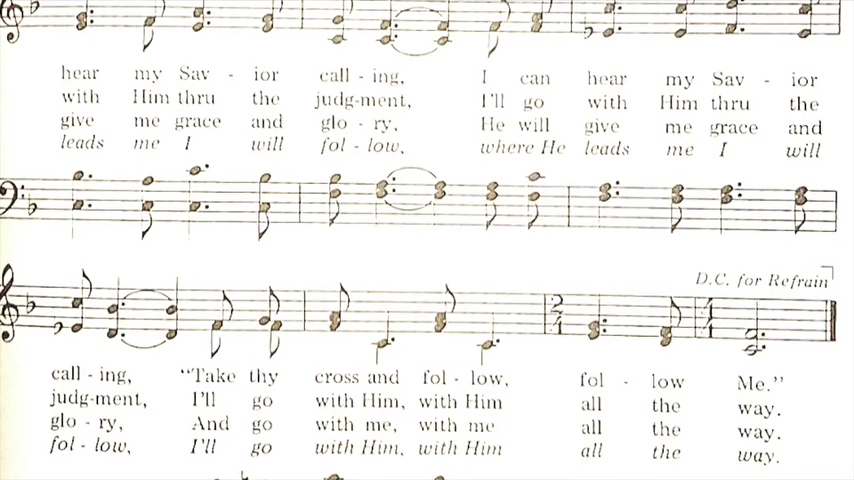 hear my Sav - ior call - ing, I can hear my Sav - ior
with Him thru the judg-ment, I'll go with Him thru the
give me grace and glo - ry, He will give me grace and
leads me I will fol - low, where He leads me I will
D.C. for Refrain
call - ing, "Take thy cross and fol - low, fol - low Me."
judg-ment, I'll go with Him, with Him all the way.
glo - ry, And go with me, with me all the way.
fol - low, I'll go with Him, with Him all the way.